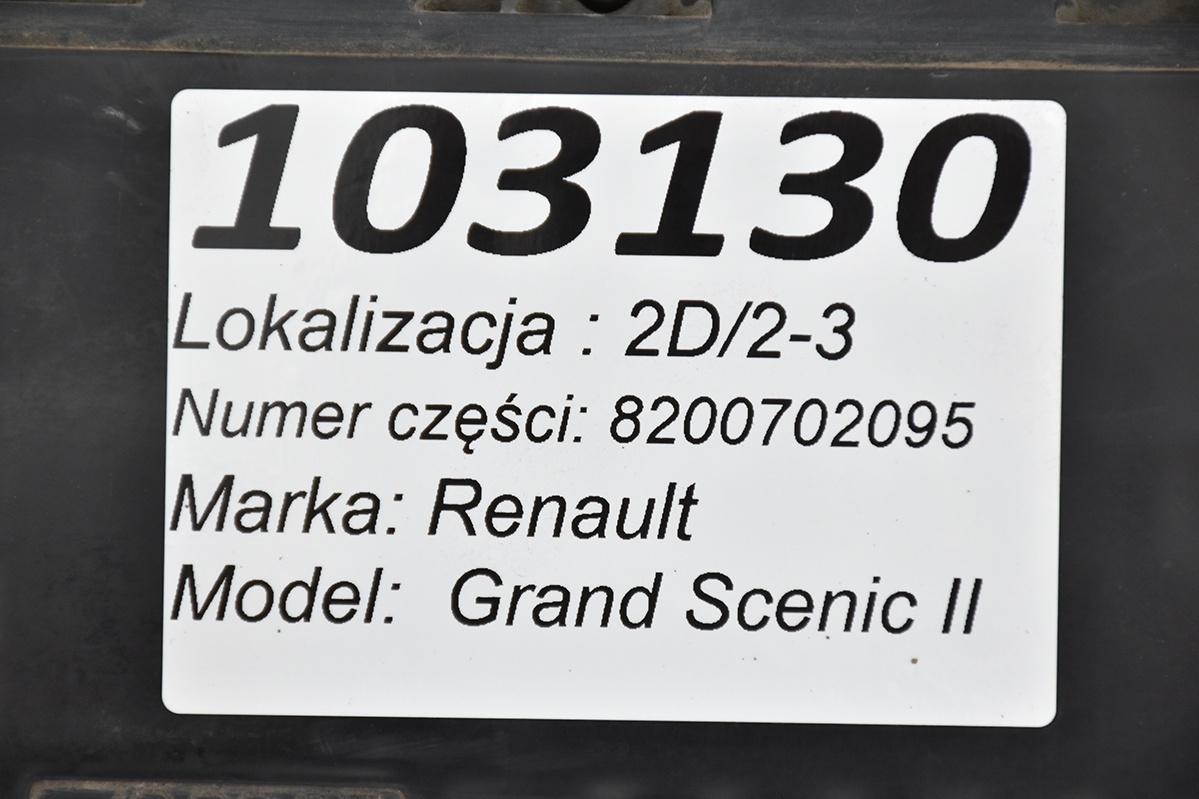 103130
Lokalizacja : 2D/2-3
Numer części: 8200702095
Marka: Renault
Model: Grand Scenic II